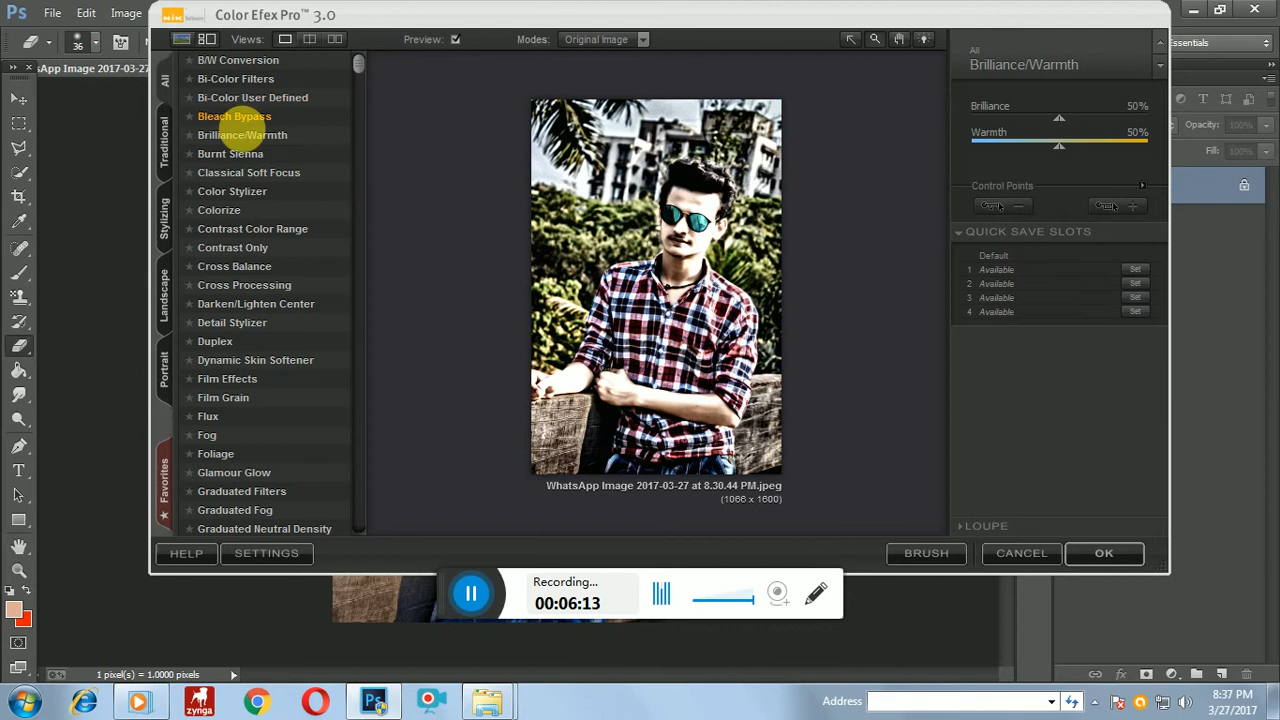 Ps File Edit Image
36
sApp Image 2017-03-27
Nik Software Color Efex Pro™ 3.0
Views:
Preview:
Modes: Original Image
All
Traditional
Stylizing
Landscape
Portrait
Favorites
B/W Conversion
Bi-Color Filters
Bi-Color User Defined
Bleach Bypass
Brilliance/Warmth
Burnt Sienna
Classical Soft Focus
Color Stylizer
Colorize
Contrast Color Range
Contrast Only
Cross Balance
Cross Processing
Darken/Lighten Center
Detail Stylizer
Duplex
Dynamic Skin Softener
Film Effects
Film Grain
Flux
Fog
Foliage
Glamour Glow
Graduated Filters
Graduated Fog
Graduated Neutral Density
WhatsApp Image 2017-03-27 at 8.30.44 PM.jpeg
(1066 x 1600)
All
Brilliance/Warmth
Brilliance 50%
Warmth 50%
Control Points
QUICK SAVE SLOTS
Default
1 Available Set
2 Available Set
3 Available Set
4 Available Set
LOUPE
HELP SETTINGS BRUSH CANCEL OK
Essentials
Opacity: 100%
Fill: 100%
Recording...
00:06:13
1 pixel(s) = 1.0000 pixels
zynga
Ps
Address
8:37 PM
3/27/2017